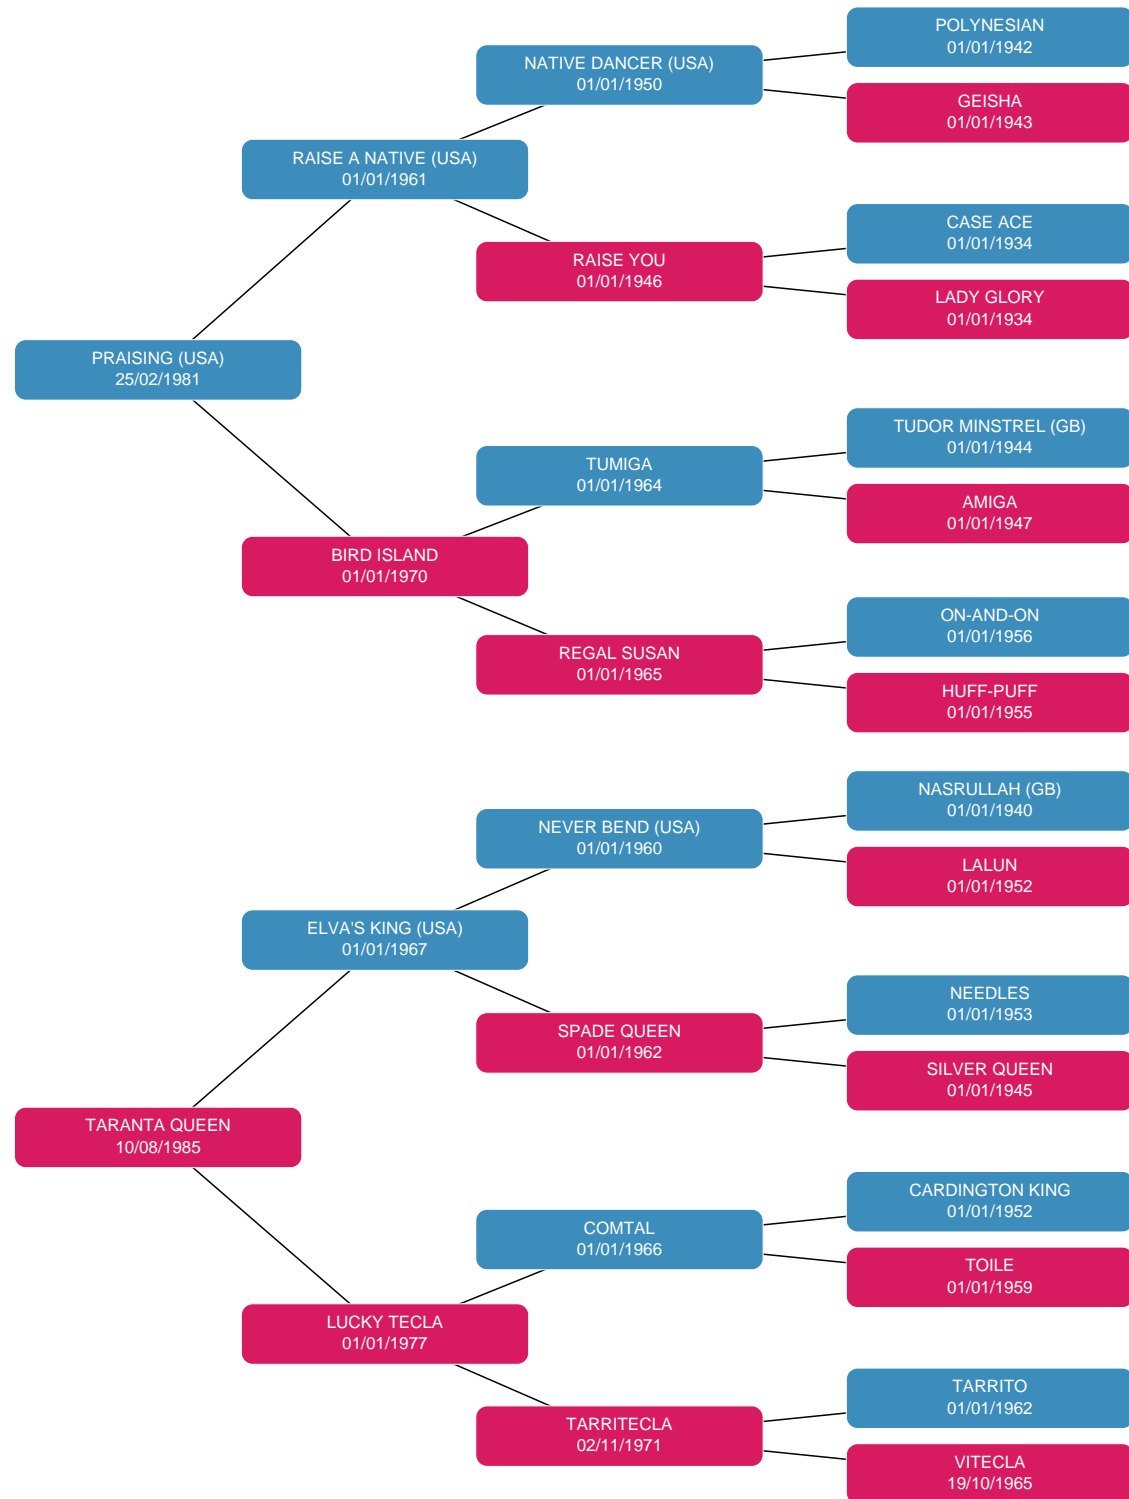 POLYNESIAN
01/01/1942
NATIVE DANCER (USA)
01/01/1950
GEISHA
01/01/1943
RAISE A NATIVE (USA)
01/01/1961
CASE ACE
01/01/1934
RAISE YOU
01/01/1946
LADY GLORY
01/01/1934
PRAISING (USA)
25/02/1981
TUDOR MINSTREL (GB)
01/01/1944
TUMIGA
01/01/1964
AMIGA
01/01/1947
BIRD ISLAND
01/01/1970
ON-AND-ON
01/01/1956
REGAL SUSAN
01/01/1965
HUFF-PUFF
01/01/1955
NASRULLAH (GB)
01/01/1940
NEVER BEND (USA)
01/01/1960
LALUN
01/01/1952
ELVA'S KING (USA)
01/01/1967
NEEDLES
01/01/1953
SPADE QUEEN
01/01/1962
SILVER QUEEN
01/01/1945
TARANTA QUEEN
10/08/1985
CARDINGTON KING
01/01/1952
COMTAL
01/01/1966
TOILE
01/01/1959
LUCKY TECLA
01/01/1977
TARRITO
01/01/1962
TARRITECLA
02/11/1971
VITECLA
19/10/1965